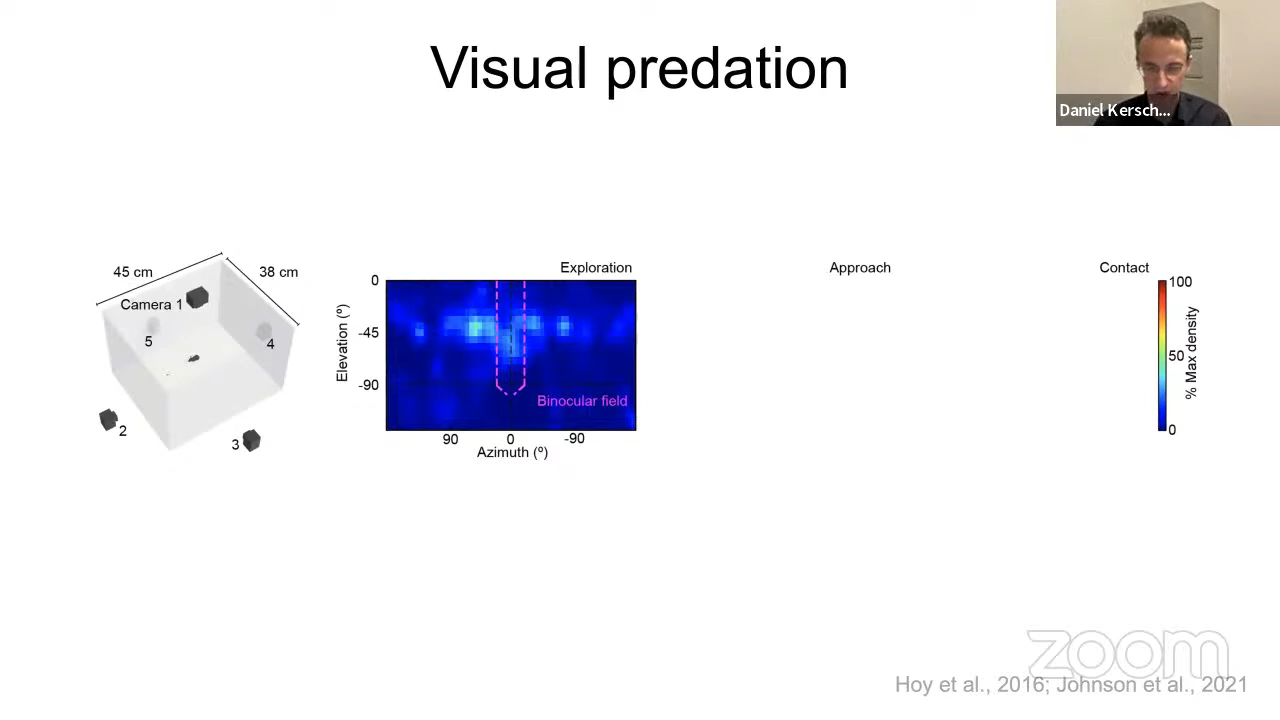 Visual predation
Daniel Kersch...
45 cm
38 cm
Camera 1
5
4
2
3
Exploration
Elevation (º)
0
-45
-90
Binocular field
90
0
-90
Azimuth (º)
Approach
Contact
100
50
0
% Max density
zoom
Hoy et al., 2016; Johnson et al., 2021